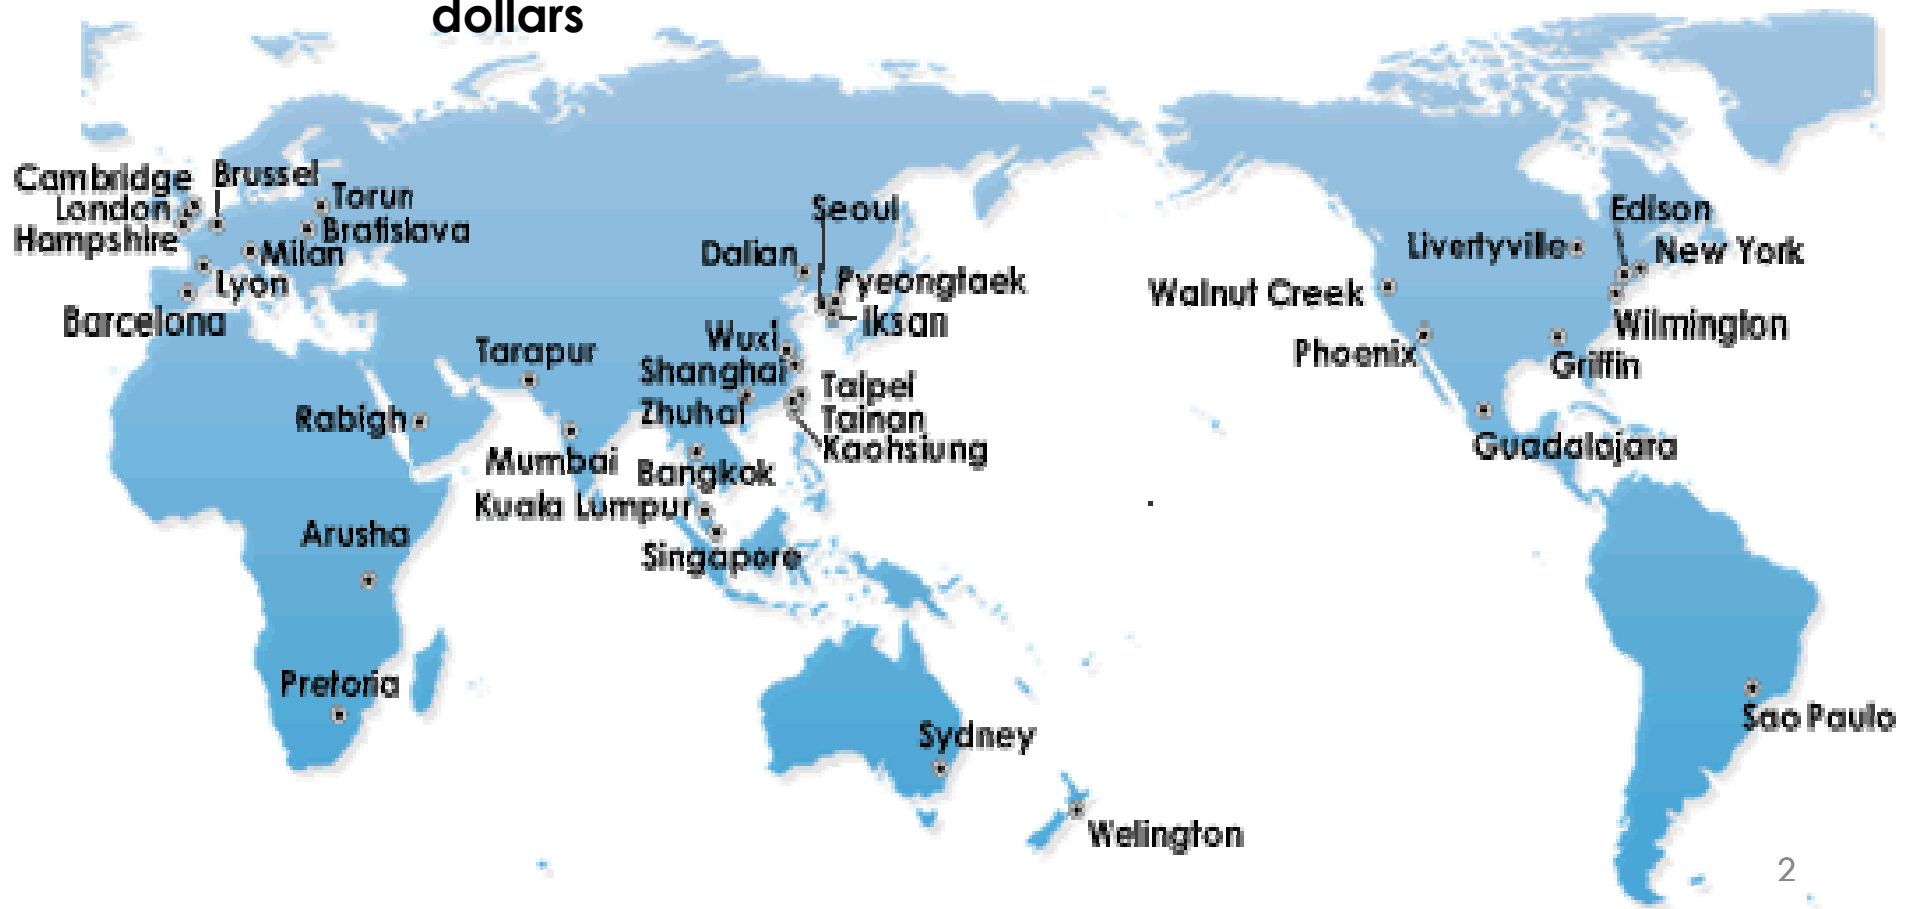 dollars
Cambridge
Brussel
London
Torun
Hampshire
Bratislava
Milan
Lyon
Barcelona
Seoul
Dalian
Pyeongtaek
Iksan
Wuxi
Tarapur
Shanghai
Taipei
Zhuhai
Tainan
Rabigh
Kaohsiung
Mumbai
Bangkok
Kuala Lumpur
Arusha
Singapore
Pretoria
Sydney
Welington
Edison
Livertyville
New York
Walnut Creek
Wilmington
Phoenix
Griffin
Guadalajara
Sao Paulo
2